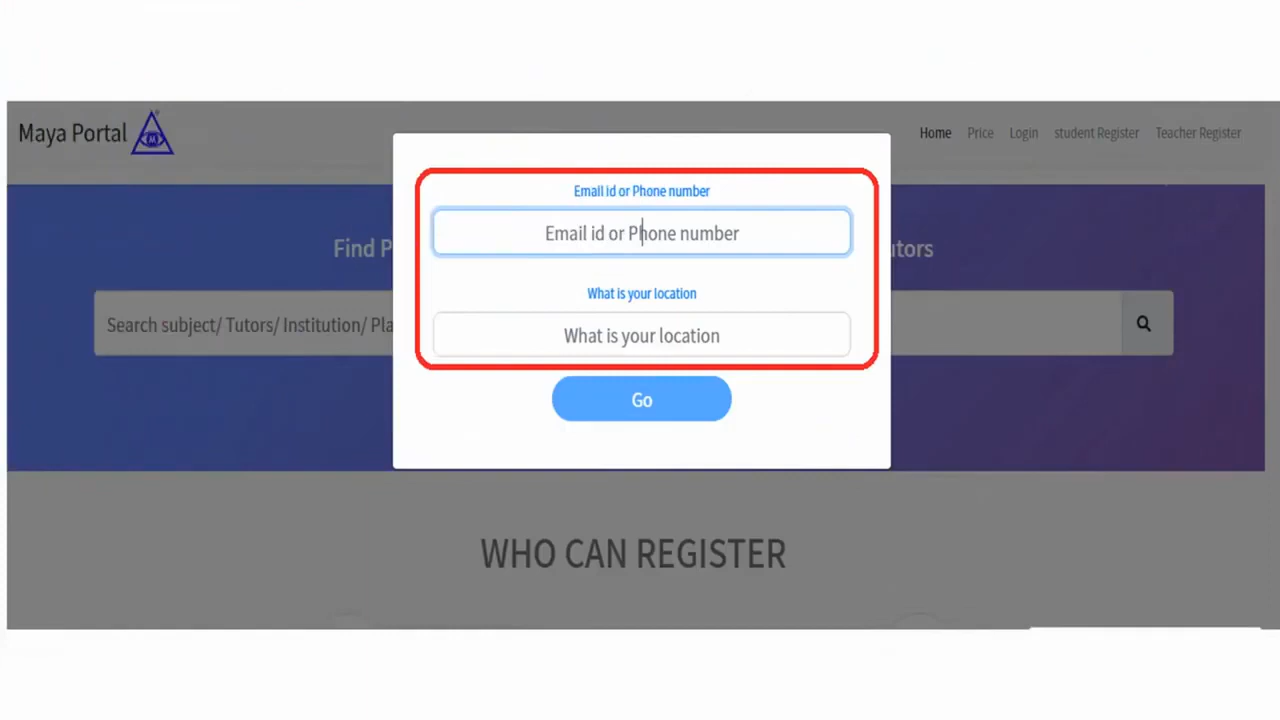 Maya Portal
M
Home Price Login student Register Teacher Register
Email id or Phone number
Email id or Phone number
Find
What is your location
Search subject/ Tutors/ Institution/
What is your location
Go
WHO CAN REGISTER